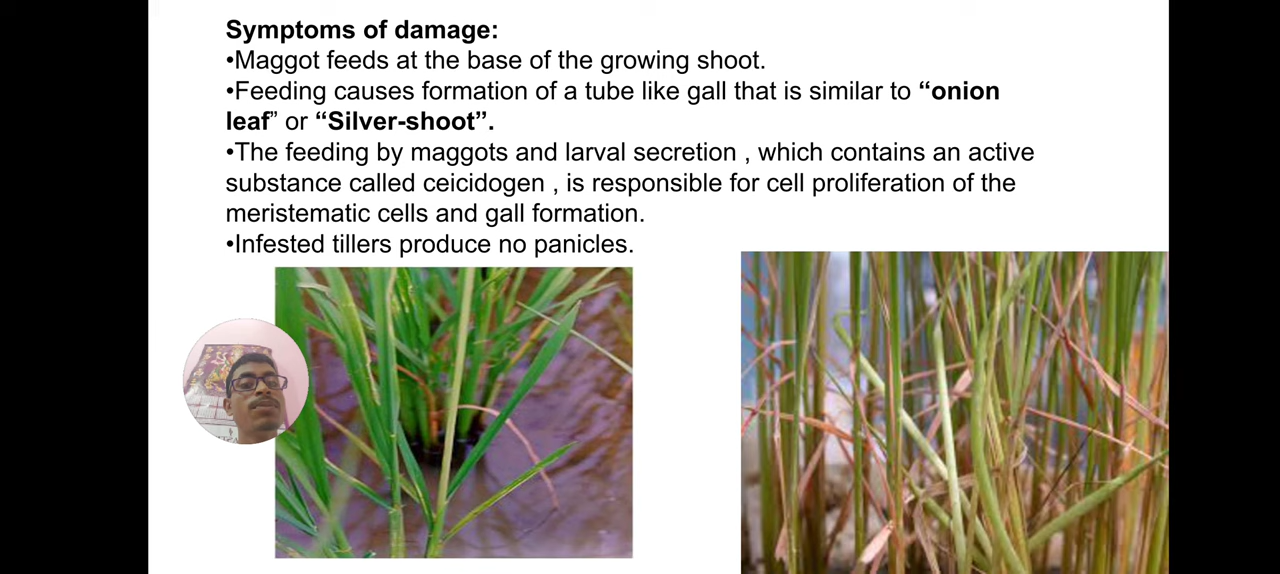 Symptoms of damage:
•Maggot feeds at the base of the growing shoot.
•Feeding causes formation of a tube like gall that is similar to “onion
leaf” or “Silver-shoot”.
•The feeding by maggots and larval secretion , which contains an active
substance called ceicidogen , is responsible for cell proliferation of the
meristematic cells and gall formation.
•Infested tillers produce no panicles.